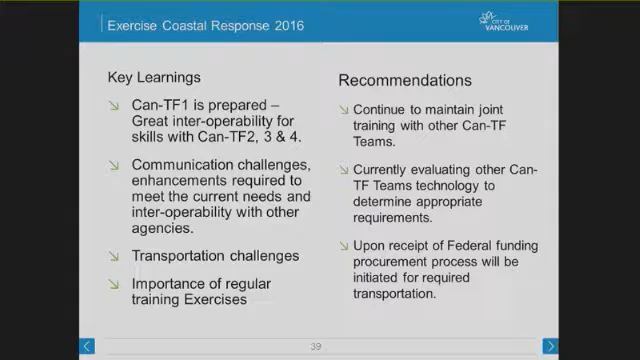 Exercise Coastal Response 2016
CITY OF
VANCOUVER
Key Learnings
Can-TF1 is prepared –
Great inter-operability for
skills with Can-TF2, 3 & 4.
Communication challenges,
enhancements required to
meet the current needs and
inter-operability with other
agencies.
Transportation challenges
Importance of regular
training Exercises
Recommendations
Continue to maintain joint
training with other Can-TF
Teams.
Currently evaluating other Can-
TF Teams technology to
determine appropriate
requirements.
Upon receipt of Federal funding
procurement process will be
initiated for required
transportation.
39